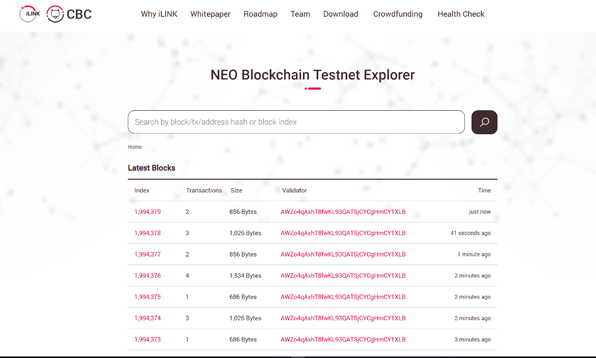 iLINK CBC Why iLINK Whitepaper Roadmap Team Download Crowdfunding Health Check
NEO Blockchain Testnet Explorer
Search by block/tx/address hash or block index
Home
Latest Blocks
Index Transactions Size Validator Time
1,994,379 2 856 Bytes AWZo4qAxhT8fwKL93QATSjCYCgHmCY1XLB just now
1,994,378 3 1,026 Bytes AWZo4qAxhT8fwKL93QATSjCYCgHmCY1XLB 41 seconds ago
1,994,377 2 856 Bytes AWZo4qAxhT8fwKL93QATSjCYCgHmCY1XLB 1 minute ago
1,994,376 4 1,534 Bytes AWZo4qAxhT8fwKL93QATSjCYCgHmCY1XLB 2 minutes ago
1,994,375 1 686 Bytes AWZo4qAxhT8fwKL93QATSjCYCgHmCY1XLB 2 minutes ago
1,994,374 3 1,026 Bytes AWZo4qAxhT8fwKL93QATSjCYCgHmCY1XLB 2 minutes ago
1,994,373 1 686 Bytes AWZo4qAxhT8fwKL93QATSjCYCgHmCY1XLB 3 minutes ago